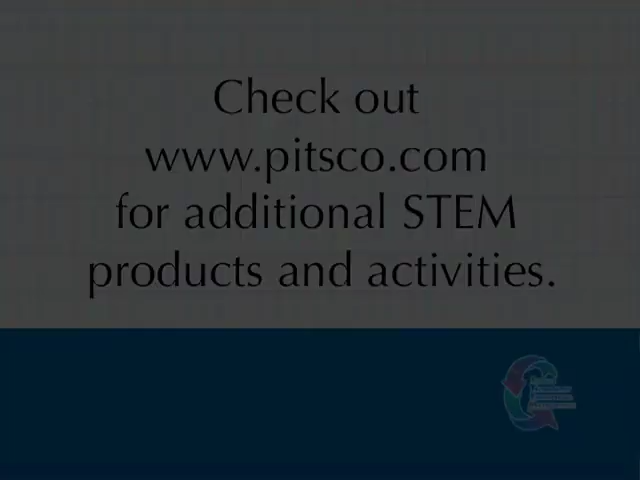 Check out
www.pitsco.com
for additional STEM
products and activities.